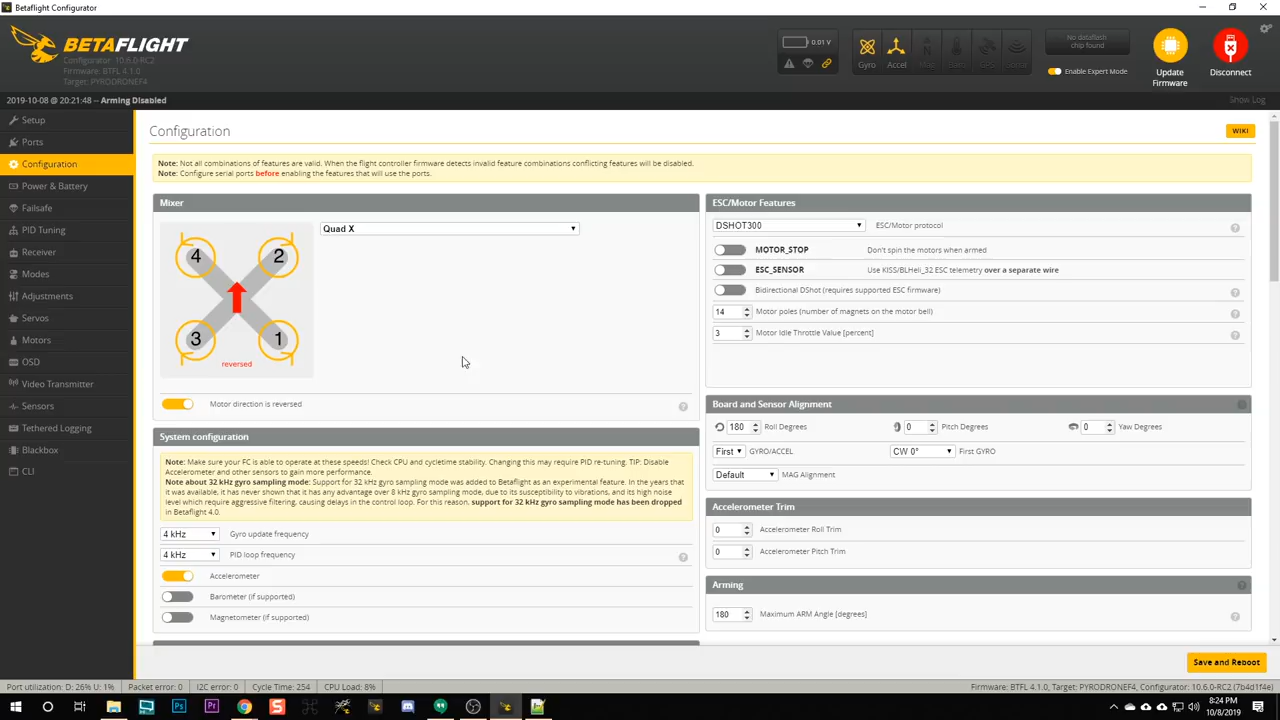 Betaflight Configurator
BETAFLIGHT
Configurator: 10.6.0-RC2
Firmware: BTFL 4.1.0
Target: PYRODRONEF4
0.01 V
Gyro
Accel
Mag
Baro
GPS
Sonar
No dataflash
chip found
Enable Expert Mode
Update
Firmware
Disconnect
2019-10-08 @ 20:21:48 -- Arming Disabled
Show Log
Setup
Ports
Configuration
Power & Battery
Failsafe
PID Tuning
Receiver
Modes
Adjustments
Servos
Motors
OSD
Video Transmitter
Sensors
Tethered Logging
Blackbox
CLI
Configuration
WIKI
Note: Not all combinations of features are valid. When the flight controller firmware detects invalid feature combinations conflicting features will be disabled.
Note: Configure serial ports before enabling the features that will use the ports.
Mixer
4
2
3
1
reversed
Quad X
Motor direction is reversed
?
System configuration
Note: Make sure your FC is able to operate at these speeds! Check CPU and cycletime stability. Changing this may require PID re-tuning. TIP: Disable
Accelerometer and other sensors to gain more performance.
Note about 32 kHz gyro sampling mode: Support for 32 kHz gyro sampling mode was added to Betaflight as an experimental feature. In the years that
it was available, it has never shown that it has any advantage over 8 kHz gyro sampling mode, due to its susceptibility to vibrations, and its high noise
level which require aggressive filtering, causing delays in the control loop. For this reason, support for 32 kHz gyro sampling mode has been dropped
in Betaflight 4.0.
4 kHz
Gyro update frequency
4 kHz
PID loop frequency
?
Accelerometer
Barometer (if supported)
Magnetometer (if supported)
ESC/Motor Features
DSHOT300
ESC/Motor protocol
?
MOTOR_STOP
Don't spin the motors when armed
ESC_SENSOR
Use KISS/BLHeli_32 ESC telemetry over a separate wire
Bidirectional DShot (requires supported ESC firmware)
?
14
Motor poles (number of magnets on the motor bell)
?
3
Motor Idle Throttle Value [percent]
?
Board and Sensor Alignment
?
180
Roll Degrees
0
Pitch Degrees
0
Yaw Degrees
First
GYRO/ACCEL
CW 0°
First GYRO
Default
MAG Alignment
Accelerometer Trim
0
Accelerometer Roll Trim
0
Accelerometer Pitch Trim
Arming
?
180
Maximum ARM Angle [degrees]
?
Save and Reboot
Port utilization: D: 26% U: 1%
Packet error: 0
I2C error: 0
Cycle Time: 254
CPU Load: 8%
Firmware: BTFL 4.1.0, Target: PYRODRONEF4, Configurator: 10.6.0-RC2 (7b4d1f4e)
Ps
Pr
S
8:24 PM
10/8/2019